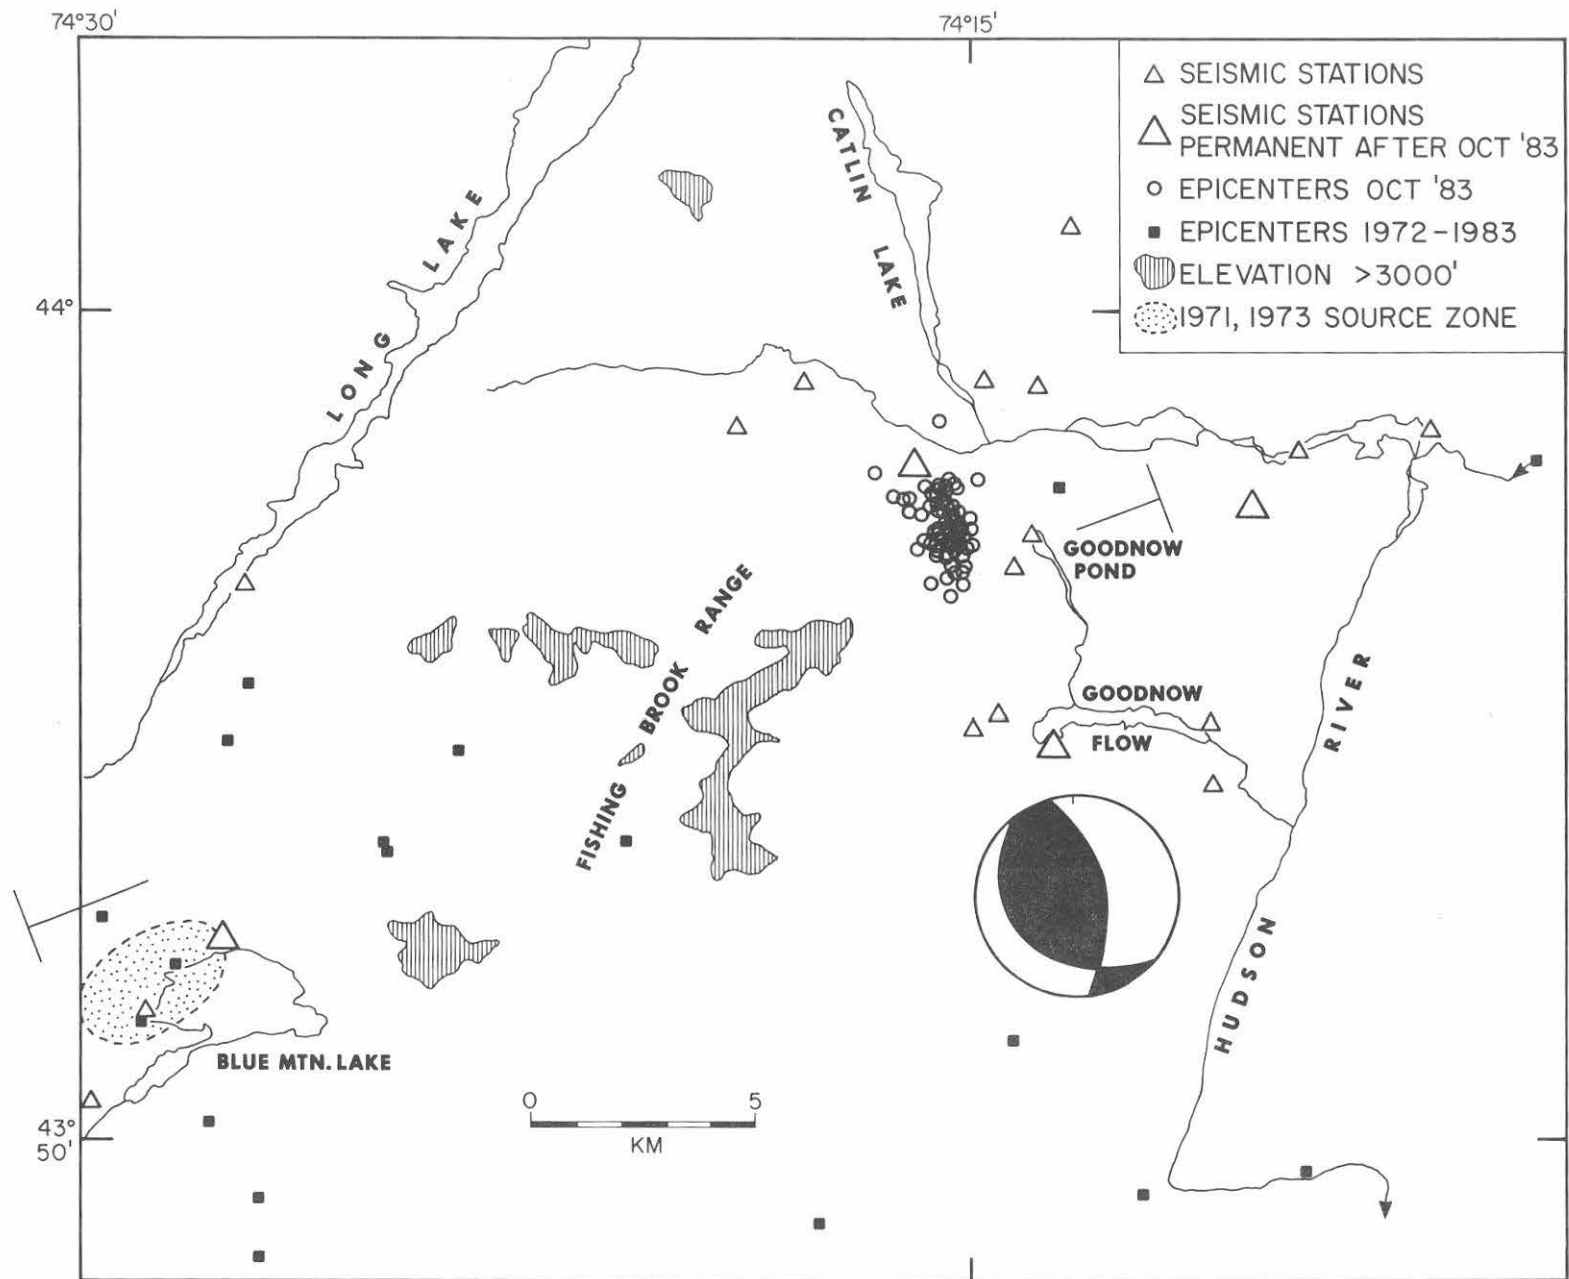 74°30'
74°15'
SEISMIC STATIONS
SEISMIC STATIONS
PERMANENT AFTER OCT '83
EPICENTERS OCT '83
EPICENTERS 1972-1983
ELEVATION >3000'
1971, 1973 SOURCE ZONE
CATLIN LAKE
LONG LAKE
44°
GOODNOW
POND
FISHING BROOK RANGE
GOODNOW
FLOW
HUDSON RIVER
BLUE MTN. LAKE
0 5
KM
43°
50'